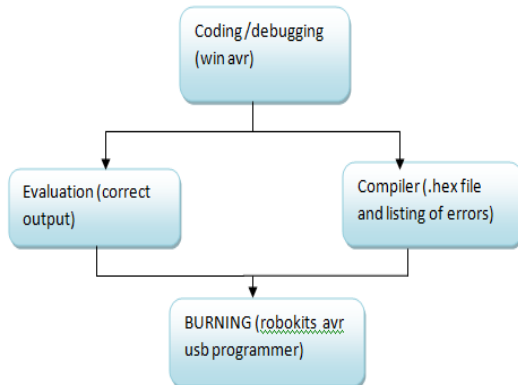 Coding /debugging
(win avr)
Evaluation (correct
output)
Compiler (.hex file
and listing of errors)
BURNING (robokits avr
usb programmer)